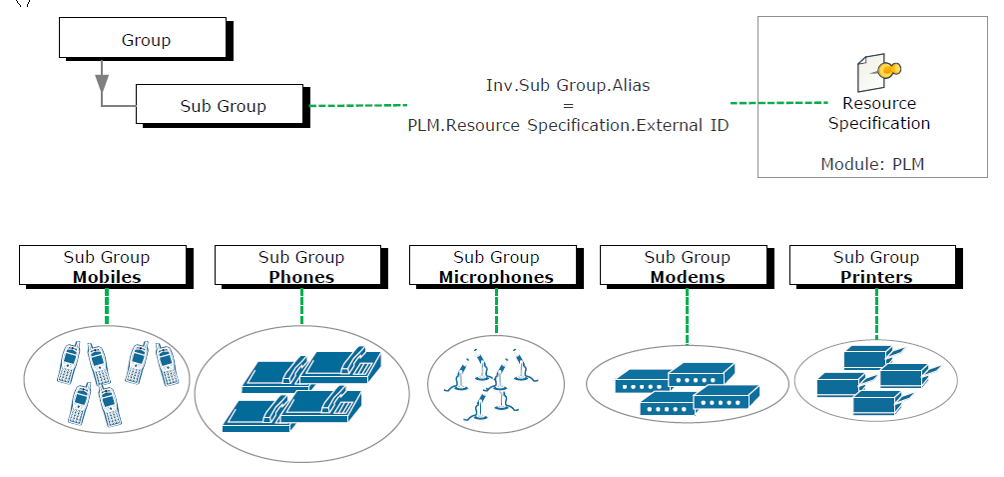 Group
Sub Group
Inv.Sub Group.Alias
=
PLM.Resource Specification.External ID
Resource
Specification
Module: PLM
Sub Group
Mobiles
Sub Group
Phones
Sub Group
Microphones
Sub Group
Modems
Sub Group
Printers